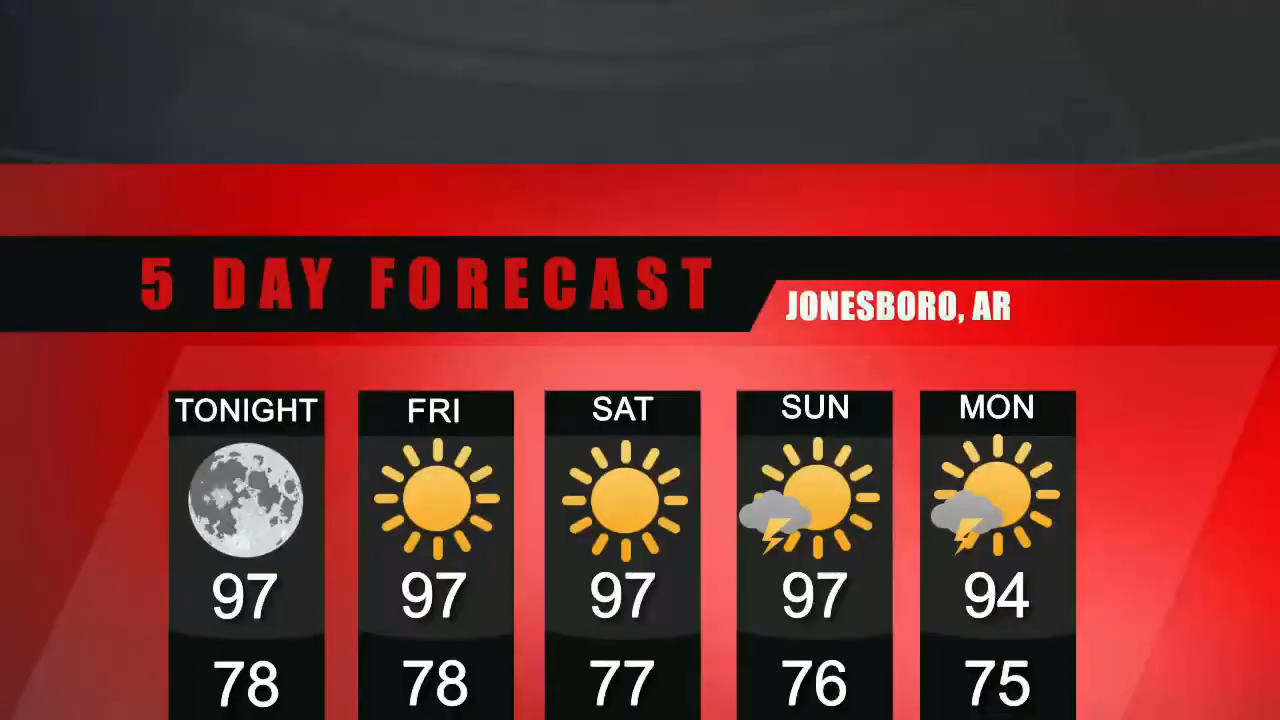 5 DAY FORECAST
JONESBORO, AR
TONIGHT FRI SAT SUN MON
97 97 97 97 94
78 78 77 76 75